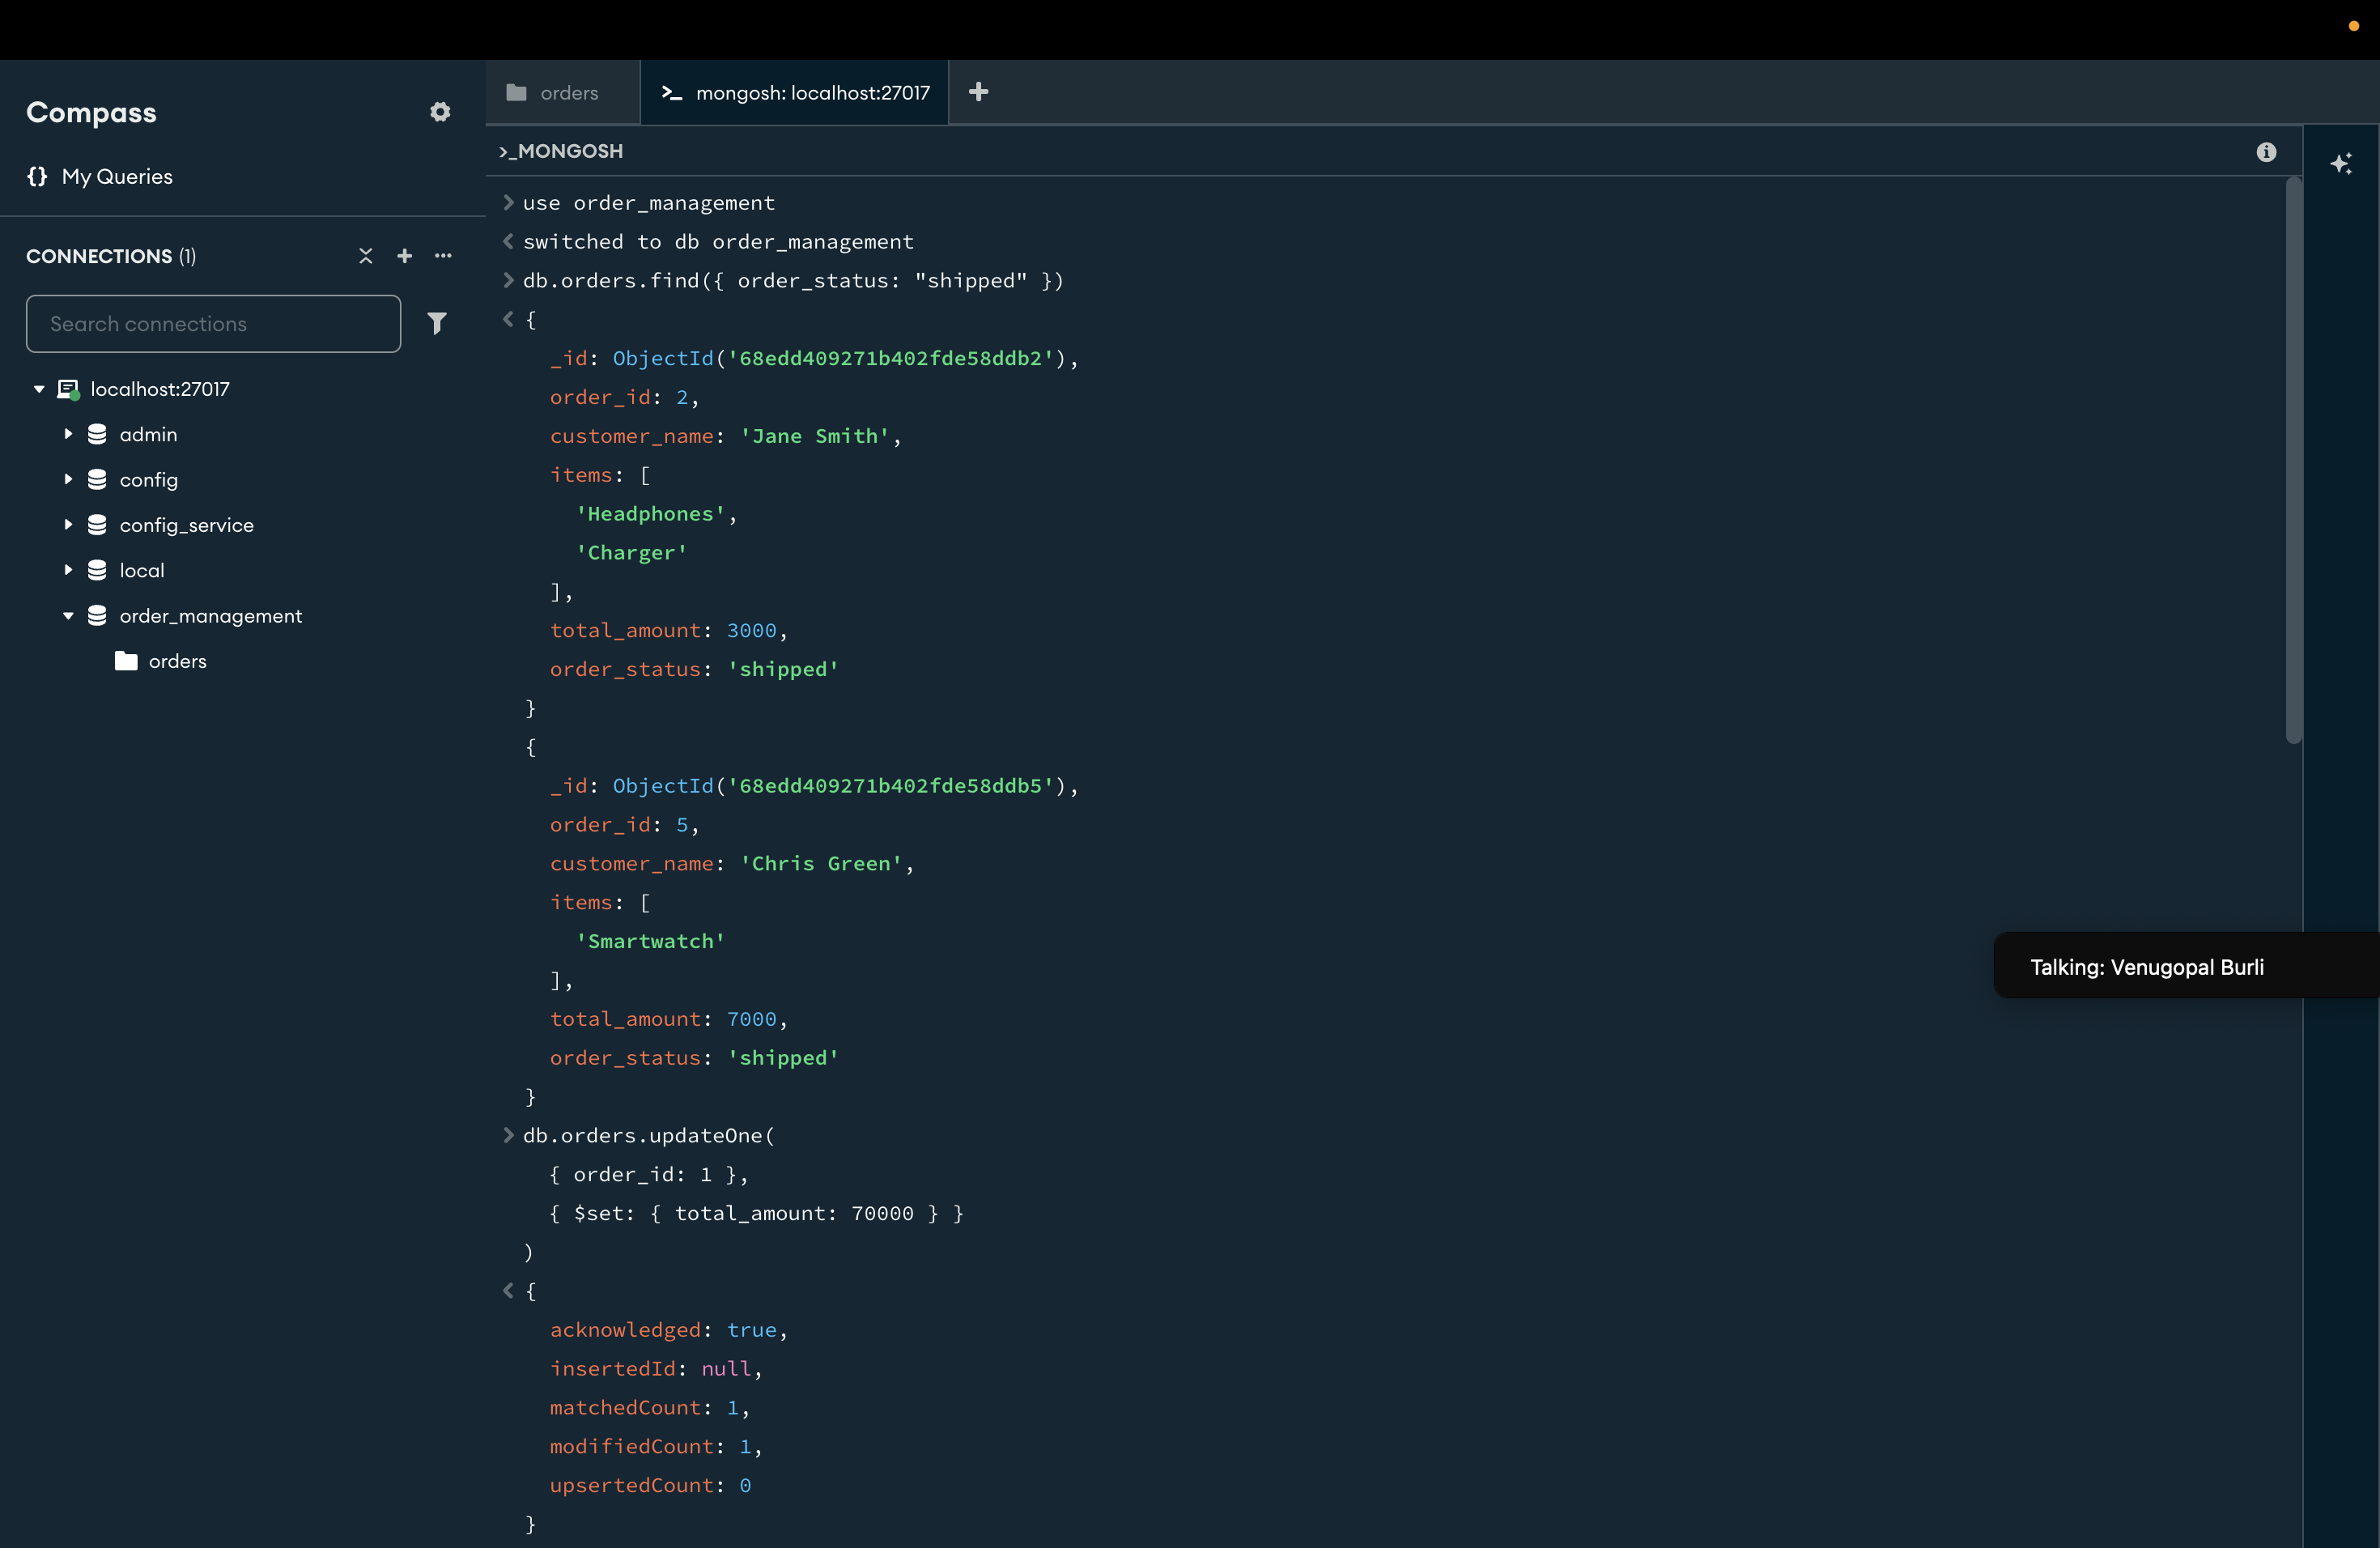 Compass
My Queries
CONNECTIONS (1)
Search connections
localhost:27017
admin
config
config_service
local
order_management
orders
orders
mongosh: localhost:27017
>_MONGOSH
use order_management
switched to db order_management
db.orders.find({ order_status: "shipped" })
{
_id: ObjectId('68edd409271b402fde58ddb2'),
order_id: 2,
customer_name: 'Jane Smith',
items: [
'Headphones',
'Charger'
],
total_amount: 3000,
order_status: 'shipped'
}
{
_id: ObjectId('68edd409271b402fde58ddb5'),
order_id: 5,
customer_name: 'Chris Green',
items: [
'Smartwatch'
],
total_amount: 7000,
order_status: 'shipped'
}
db.orders.updateOne(
{ order_id: 1 },
{ $set: { total_amount: 70000 } }
)
{
acknowledged: true,
insertedId: null,
matchedCount: 1,
modifiedCount: 1,
upsertedCount: 0
}
Talking: Venugopal Burli